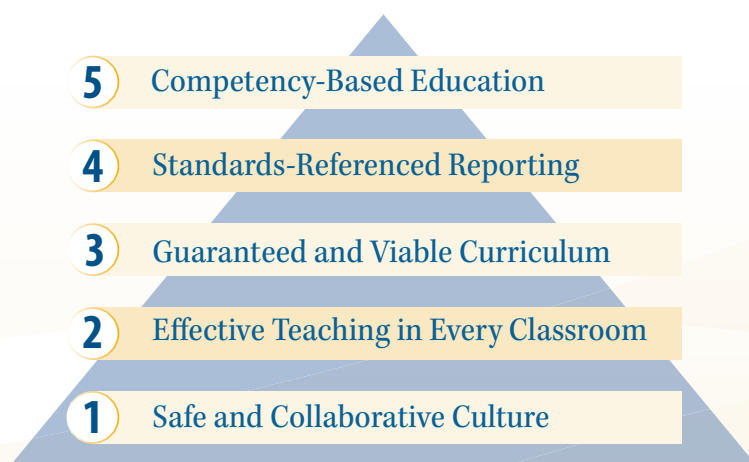 5 Competency-Based Education
4 Standards-Referenced Reporting
3 Guaranteed and Viable Curriculum
2 Effective Teaching in Every Classroom
1 Safe and Collaborative Culture